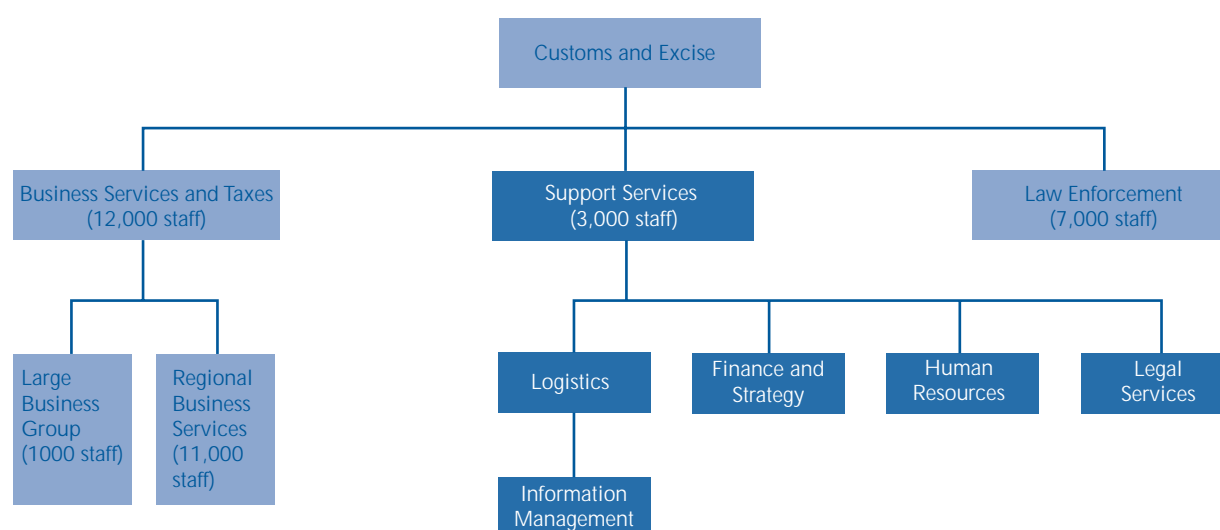 Customs and Excise
Business Services and Taxes
(12,000 staff)
Support Services
(3,000 staff)
Law Enforcement
(7,000 staff)
Large
Business
Group
(1000 staff)
Regional
Business
Services
(11,000
staff)
Logistics
Finance and
Strategy
Human
Resources
Legal
Services
Information
Management